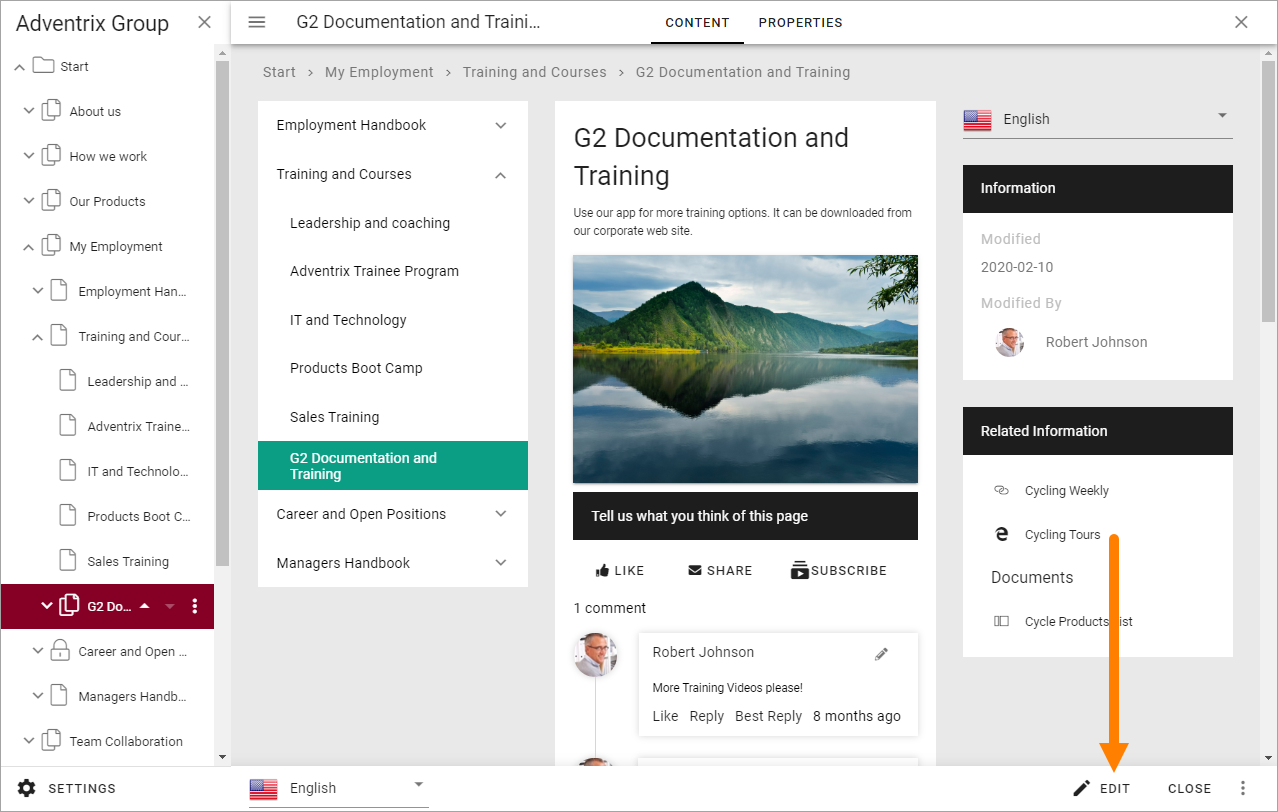 Adventrix Group
G2 Documentation and Traini...
CONTENT
PROPERTIES
Start
About us
How we work
Our Products
My Employment
Employment Han...
Training and Cour...
Leadership and ...
Adventrix Traine...
IT and Technolo...
Products Boot C...
Sales Training
G2 Do...
Career and Open ...
Managers Handb...
Team Collaboration
SETTINGS
Start > My Employment > Training and Courses > G2 Documentation and Training
Employment Handbook
Training and Courses
Leadership and coaching
Adventrix Trainee Program
IT and Technology
Products Boot Camp
Sales Training
G2 Documentation and
Training
Career and Open Positions
Managers Handbook
G2 Documentation and
Training
Use our app for more training options. It can be downloaded from
our corporate web site.
Tell us what you think of this page
LIKE
SHARE
SUBSCRIBE
1 comment
Robert Johnson
More Training Videos please!
Like Reply Best Reply 8 months ago
English
Information
Modified
2020-02-10
Modified By
Robert Johnson
Related Information
Cycling Weekly
Cycling Tours
Documents
Cycle Products List
English
EDIT
CLOSE